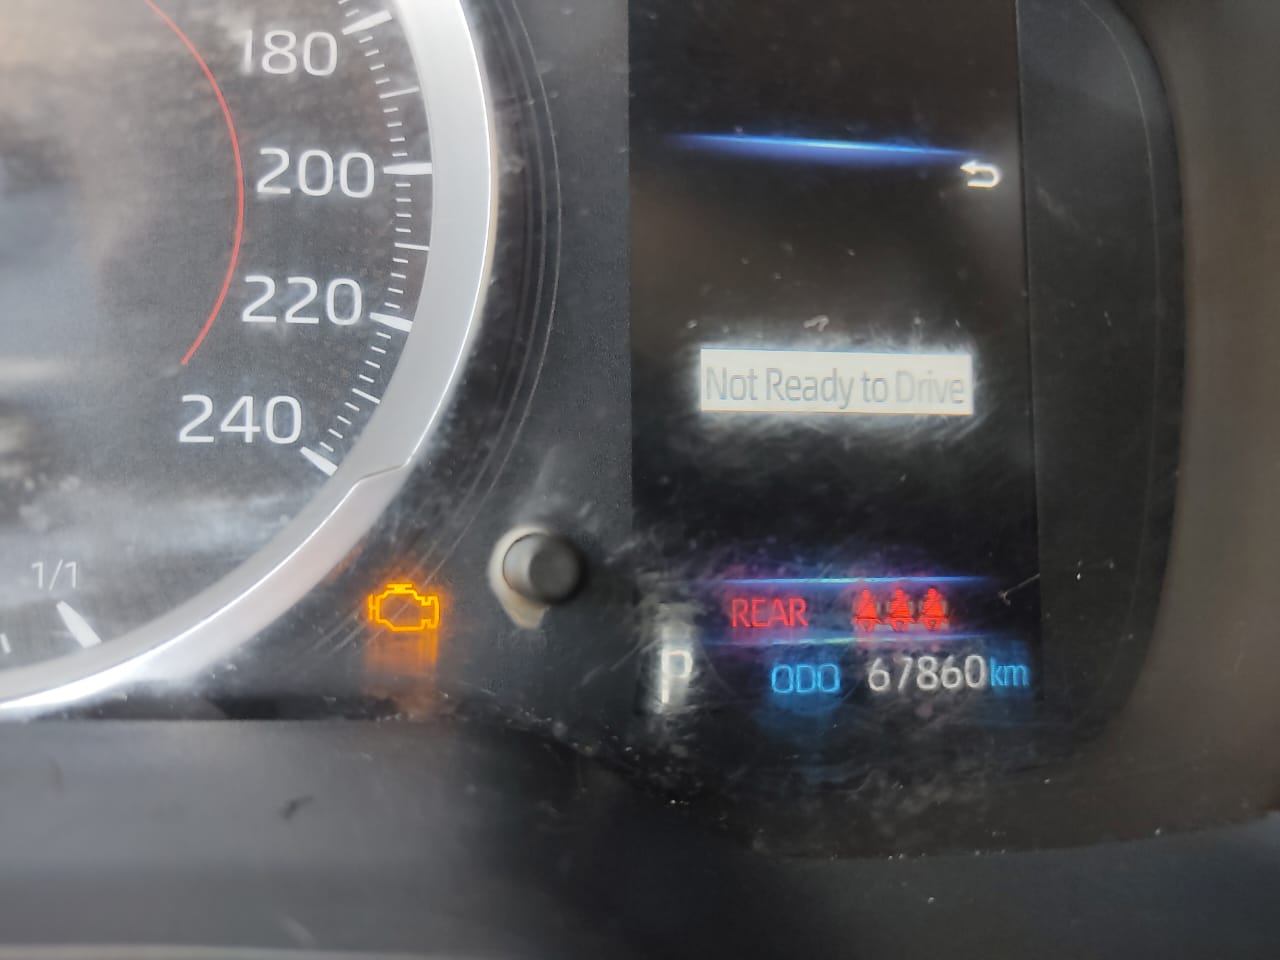 180
200
220
240
1/1
Not Ready to Drive
REAR
P
ODO 67860 km